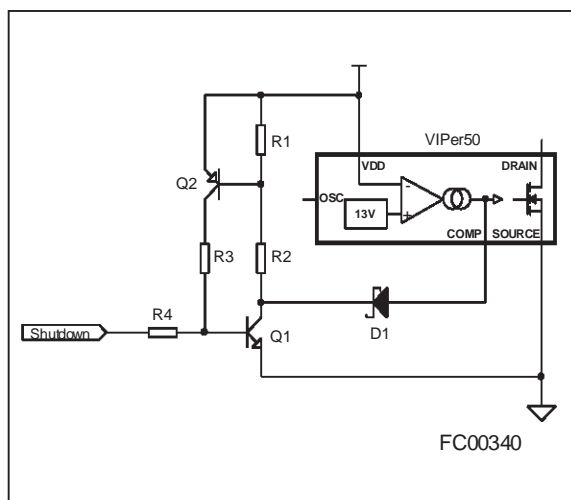 VIPer50
R1
VDD
DRAIN
Q2
OSC
-
13V
+
COMP
SOURCE
R3
R2
R4
D1
Shutdown
Q1
FC00340